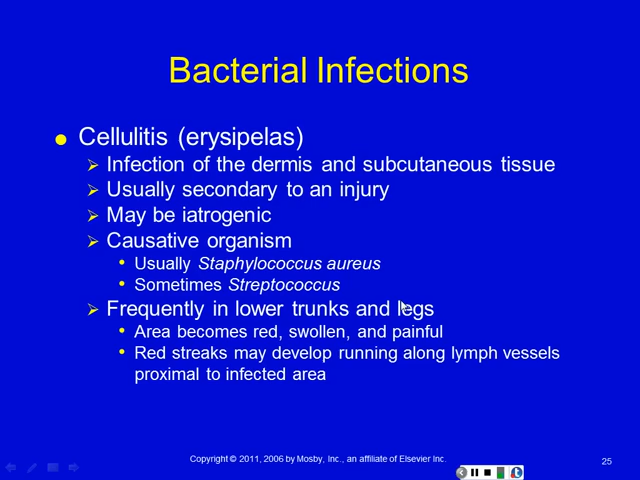 Bacterial Infections
Cellulitis (erysipelas)
Infection of the dermis and subcutaneous tissue
Usually secondary to an injury
May be iatrogenic
Causative organism
Usually Staphylococcus aureus
Sometimes Streptococcus
Frequently in lower trunks and legs
Area becomes red, swollen, and painful
Red streaks may develop running along lymph vessels
proximal to infected area
Copyright © 2011, 2006 by Mosby, Inc., an affiliate of Elsevier Inc.
25